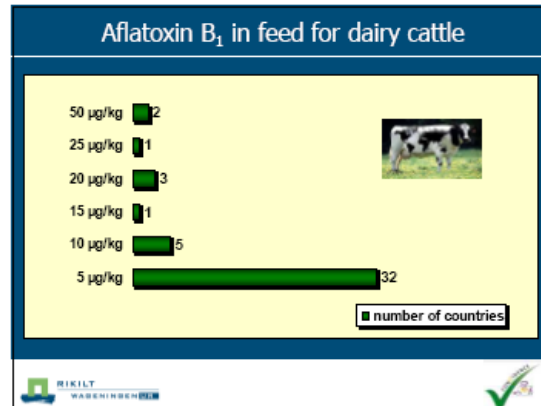 Aflatoxin B₁ in feed for dairy cattle
50 µg/kg 2
25 µg/kg 1
20 µg/kg 3
15 µg/kg 1
10 µg/kg 5
5 µg/kg 32
number of countries
RIKILT
WAGENINGEN UR